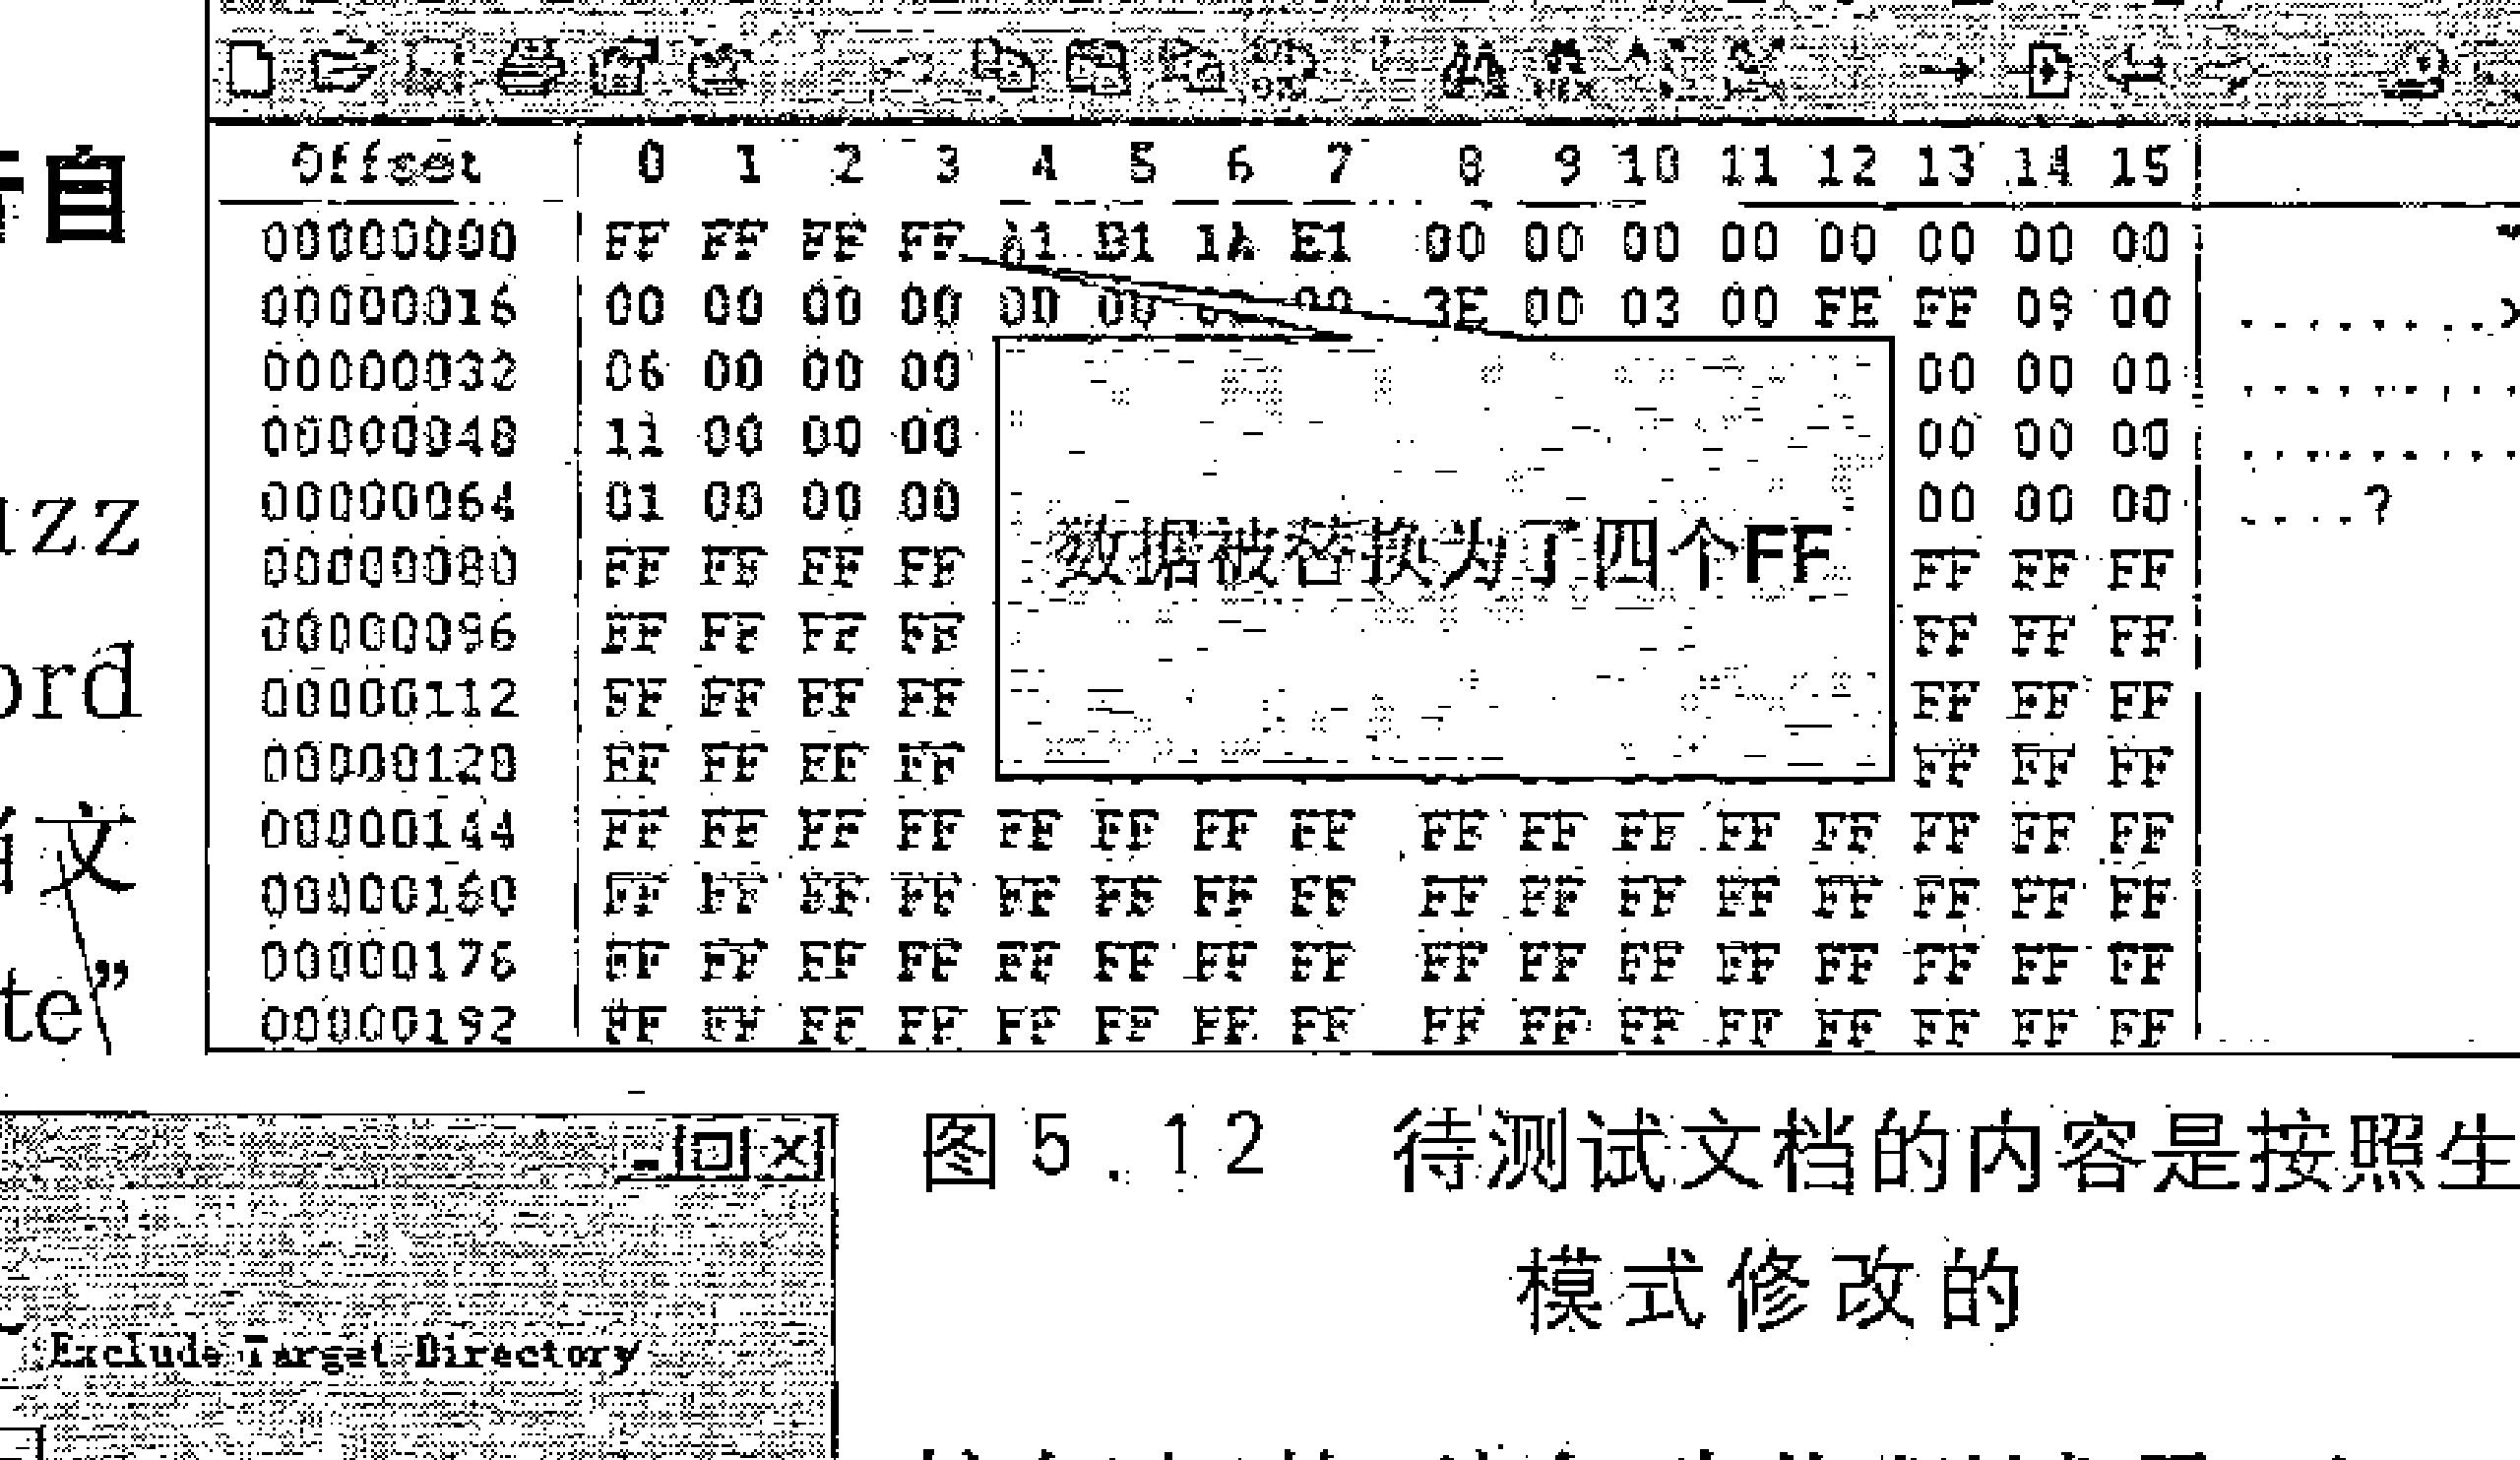 自
Offset 0 1 2 3 4 5 6 7 8 9 10 11 12 13 14 15
00000000 FF FF FF FF A1 B1 1A E1 00 00 00 00 00 00 00 00
00000016 00 00 00 00 00 00 00 00 3E 00 03 00 FE FF 09 00 ........>
00000032 06 00 00 00 00 00 00 .........
00000048 11 00 00 00 00 00 00 .........
00000064 01 00 00 00 00 00 00 ....?
数据被替换为了四个FF
00000080 FF FF FF FF FF FF FF
00000096 FF FF FF FF FF FF FF
00000112 FF FF FF FF FF FF FF
00000128 FF FF FF FF FF FF FF
00000144 FF FF FF FF FF FF FF FF FF FF FF FF FF FF FF FF
00000160 FF FF FF FF FF FF FF FF FF FF FF FF FF FF FF FF
00000176 FF FF FF FF FF FF FF FF FF FF FF FF FF FF FF FF
00000192 FF FF FF FF FF FF FF FF FF FF FF FF FF FF FF FF
uzz
ord
文
te”
图5.12 待测试文档的内容是按照生
模式修改的
Exclude Target Directory